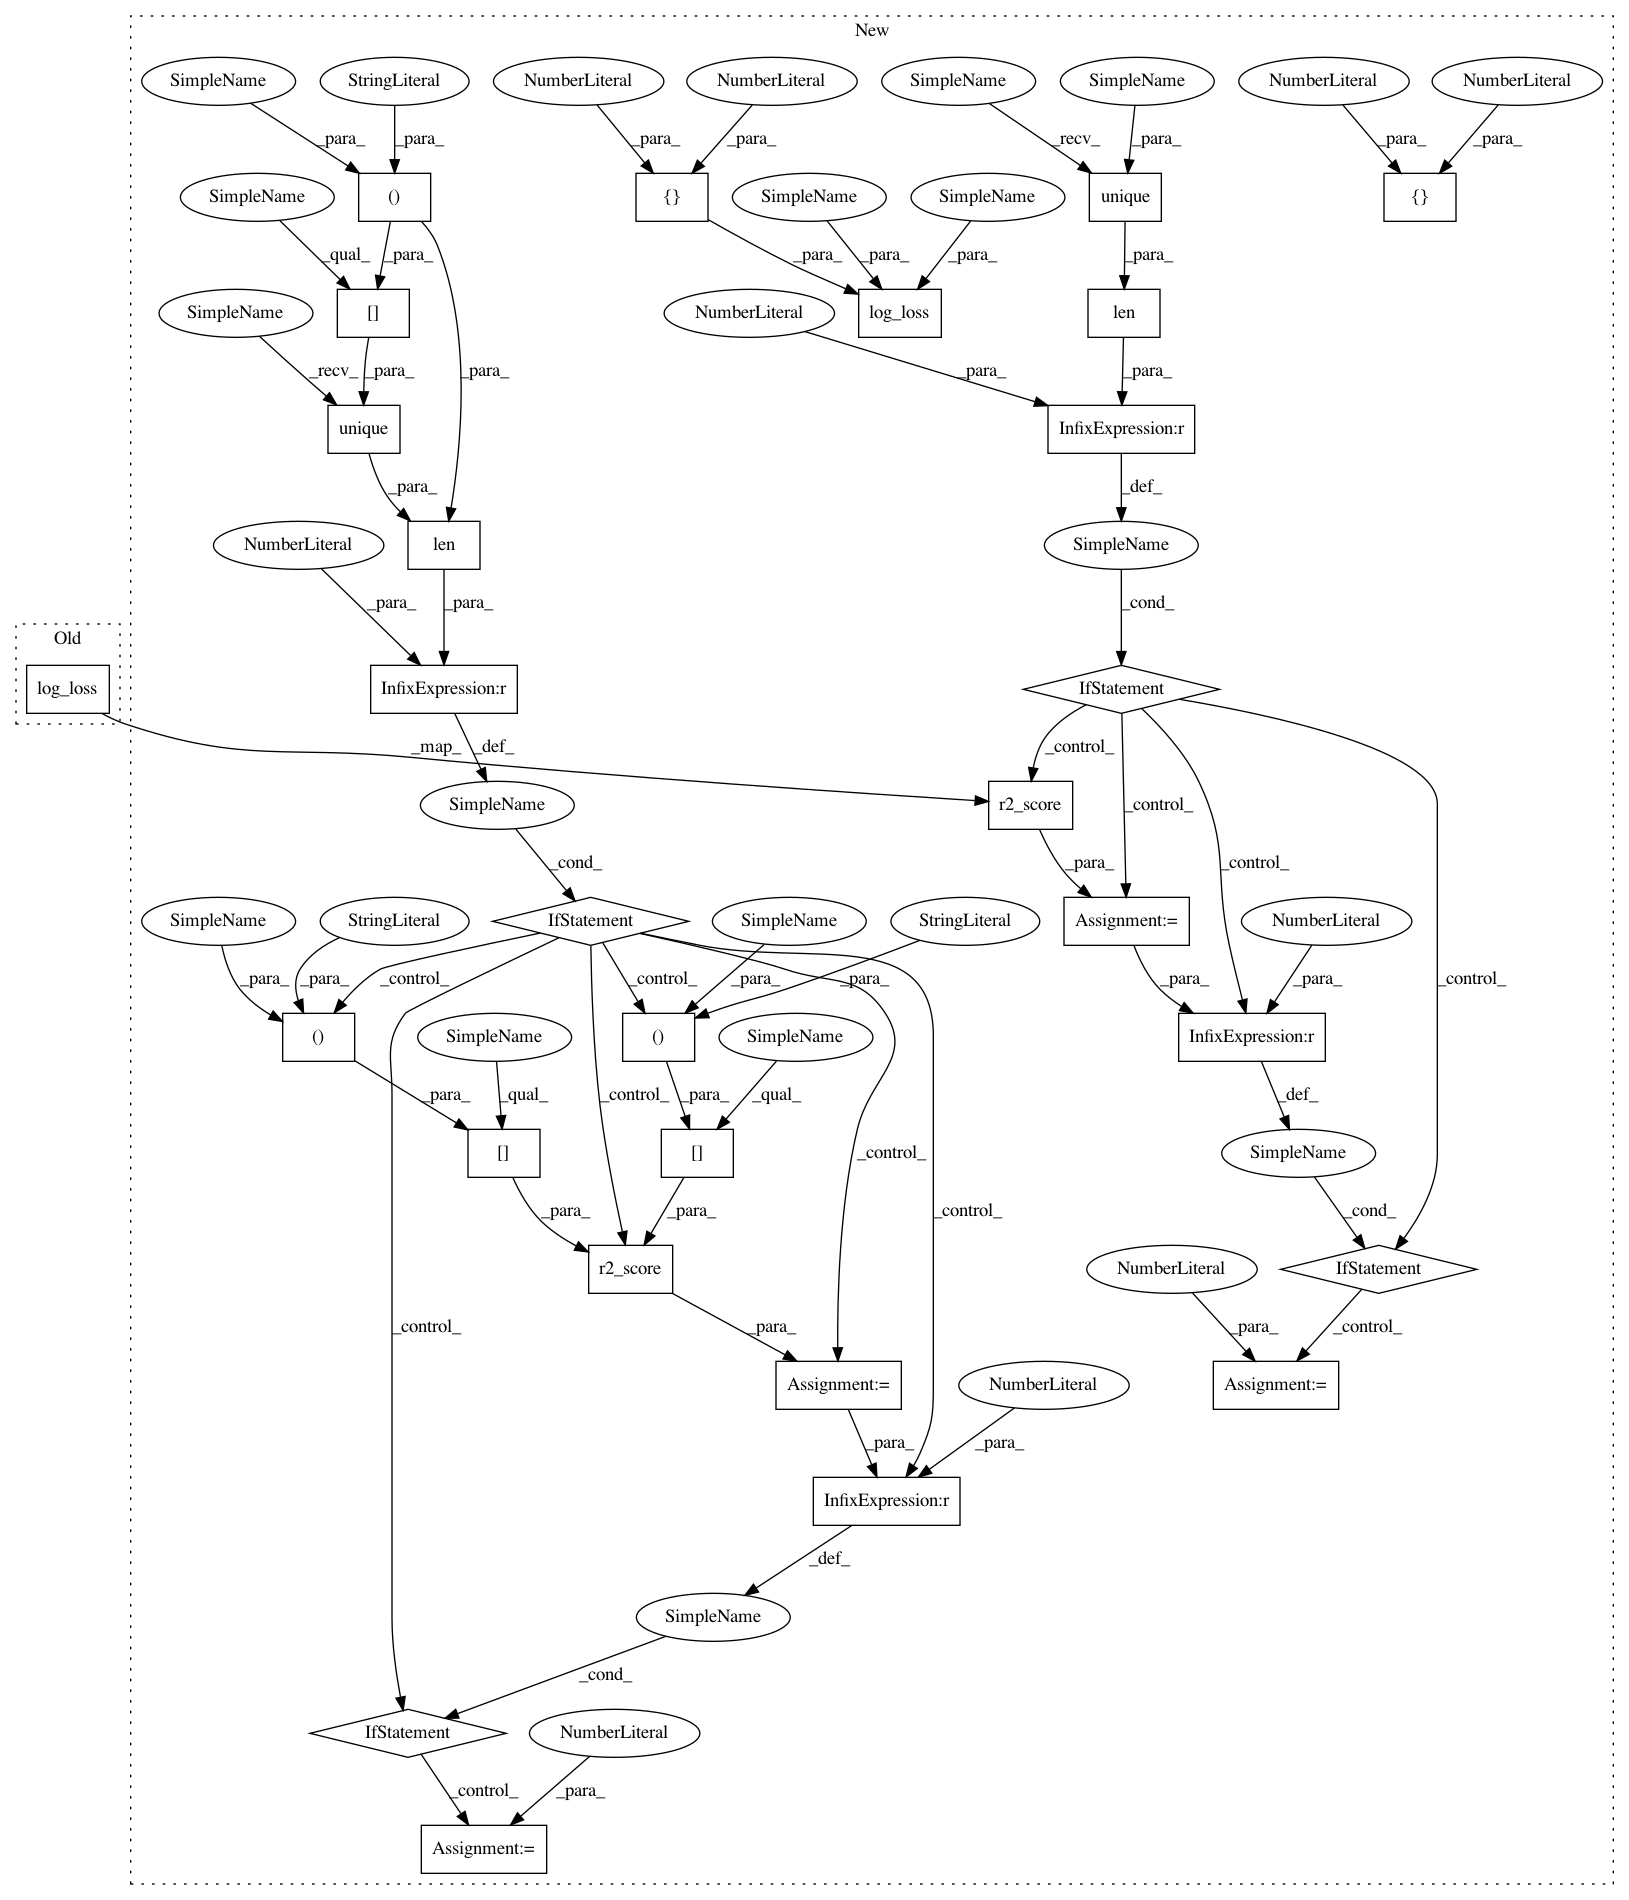 New
SimpleName StringLiteral NumberLiteral NumberLiteral SimpleName SimpleName NumberLiteral NumberLiteral
_para_ _para_ _para_ _para_ _recv_ _para_ _para_ _para_
SimpleName () {} SimpleName SimpleName unique {}
_qual_ _para_ _para_ _para_ _para_ _para_
SimpleName [] NumberLiteral log_loss len
_recv_ _para_ _para_ _para_ _para_
unique InfixExpression:r
_para_ _def_
NumberLiteral len SimpleName
_para_ _para_ _cond_
Old
log_loss InfixExpression:r IfStatement
_map_ _def_ _control_
SimpleName r2_score _control_
_cond_ _para_ _control_
SimpleName StringLiteral IfStatement SimpleName StringLiteral Assignment:= NumberLiteral
_para_ _para_ _control_ _control_ _para_ _para_ _para_ _para_ _control_
() SimpleName () SimpleName InfixExpression:r
_para_ _qual_ _control_ _para_ _qual_ _def_
[] [] _control_ SimpleName
_para_ _para_ _control_ _cond_
r2_score NumberLiteral IfStatement
_control_ _para_ _para_ _control_
Assignment:= NumberLiteral Assignment:=
_para_ _para_
InfixExpression:r
_def_
SimpleName
_cond_
IfStatement NumberLiteral
_control_ _para_
Assignment:=